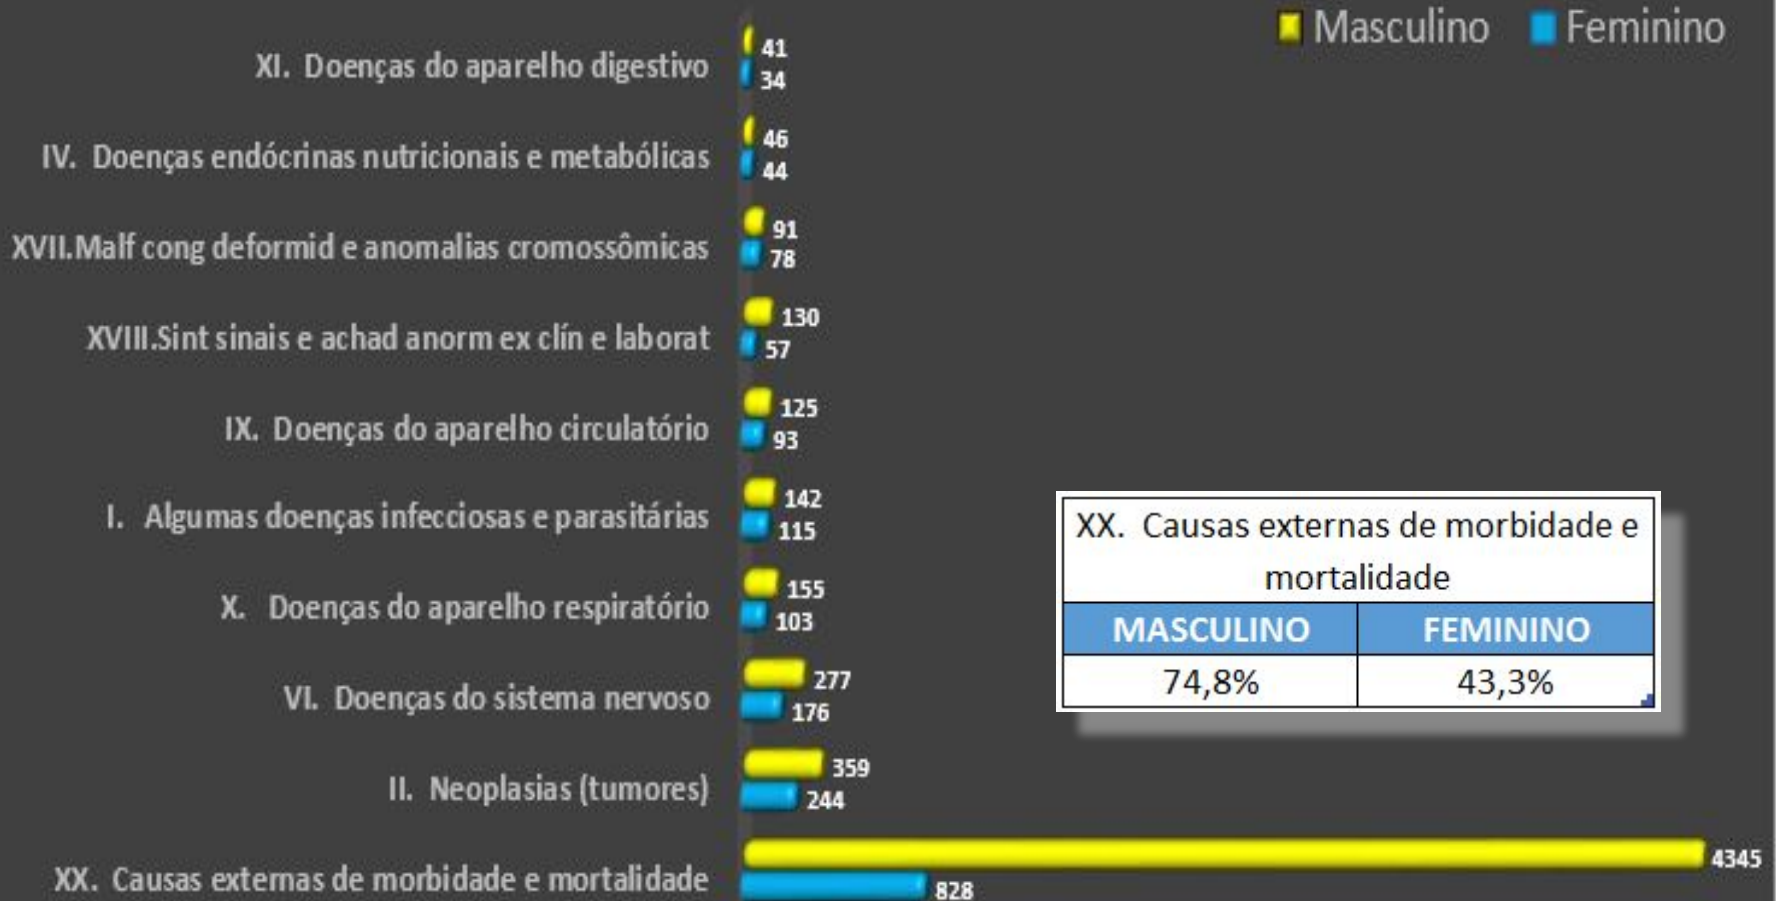 Masculino Feminino
XI. Doenças do aparelho digestivo
41
34
IV. Doenças endócrinas nutricionais e metabólicas
46
44
XVII.Malf cong deformid e anomalias cromossômicas
91
78
XVIII.Sint sinais e achad anorm ex clín e laborat
130
57
IX. Doenças do aparelho circulatório
125
93
I. Algumas doenças infecciosas e parasitárias
142
115
X. Doenças do aparelho respiratório
155
103
VI. Doenças do sistema nervoso
277
176
II. Neoplasias (tumores)
359
244
XX. Causas externas de morbidade e mortalidade
4345
828
XX. Causas externas de morbidade e
mortalidade
MASCULINO FEMININO
74,8% 43,3%